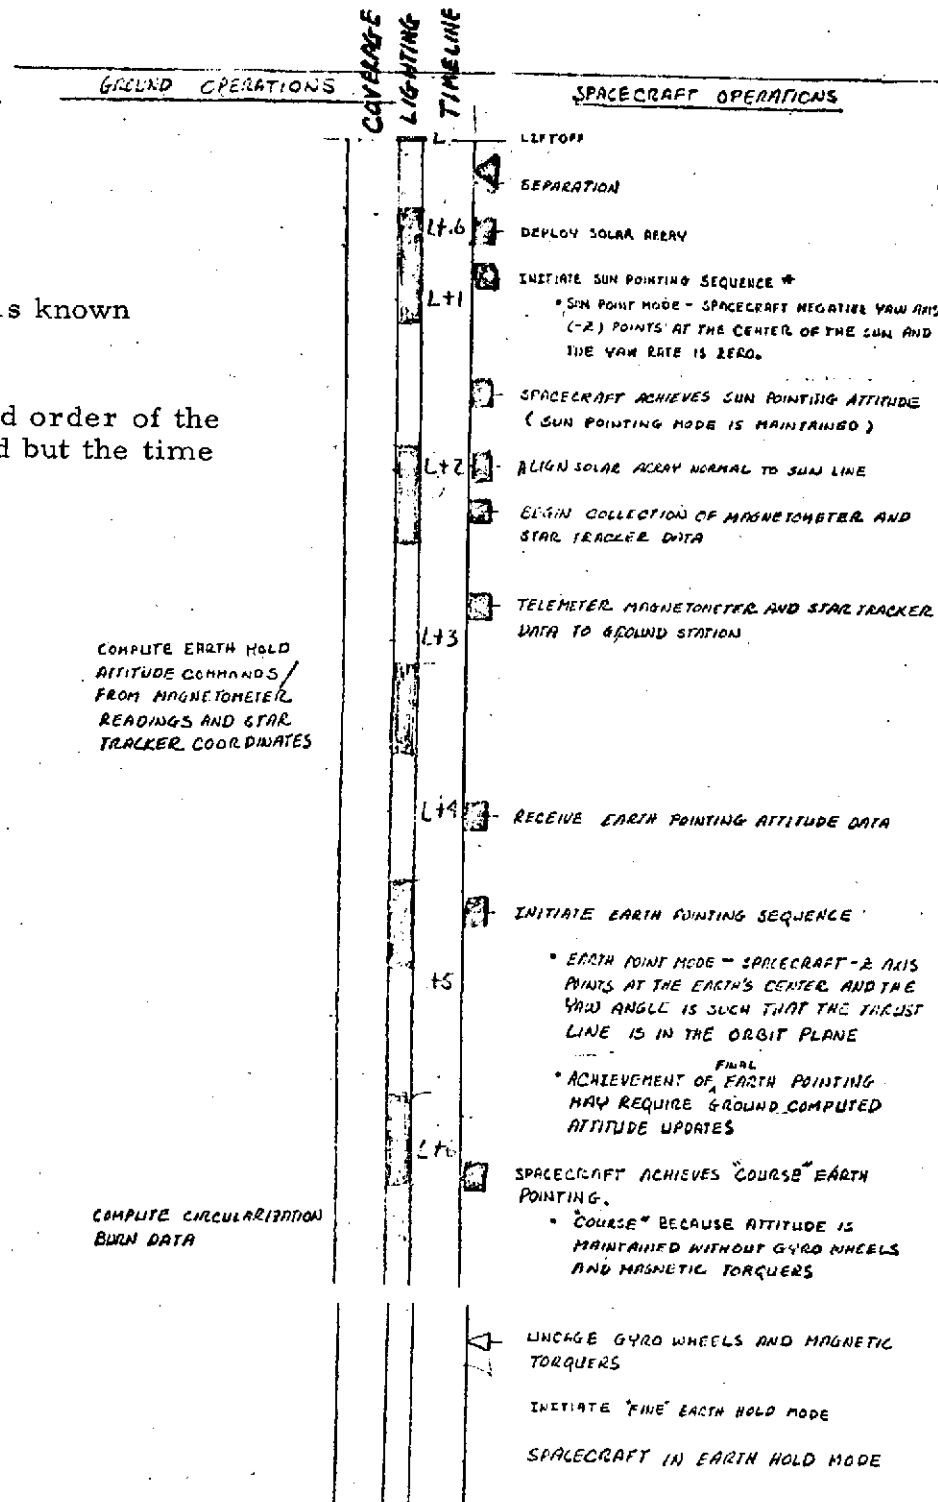 COVERAGE
LIGHTING
TIMELINE
GROUND OPERATIONS
SPACECRAFT OPERATIONS
L
LIFTOFF
SEPARATION
L+.6
DEPLOY SOLAR ARRAY
INITIATE SUN POINTING SEQUENCE *
L+1
• SUN POINT MODE - SPACECRAFT NEGATIVE YAW AXIS
(-Z) POINTS AT THE CENTER OF THE SUN AND
THE YAW RATE IS ZERO.
is known
SPACECRAFT ACHIEVES SUN POINTING ATTITUDE
(SUN POINTING MODE IS MAINTAINED)
d order of the
d but the time
L+2
ALIGN SOLAR ARRAY NORMAL TO SUN LINE
BEGIN COLLECTION OF MAGNETOMETER AND
STAR TRACKER DATA
TELEMETER MAGNETOMETER AND STAR TRACKER
DATA TO GROUND STATION
L+3
COMPUTE EARTH HOLD
ATTITUDE COMMANDS/
FROM MAGNETOMETER
READINGS AND STAR
TRACKER COORDINATES
L+4
RECEIVE EARTH POINTING ATTITUDE DATA
INITIATE EARTH POINTING SEQUENCE
• EARTH POINT MODE - SPACECRAFT -Z AXIS
POINTS AT THE EARTH'S CENTER AND THE
YAW ANGLE IS SUCH THAT THE THRUST
LINE IS IN THE ORBIT PLANE
+5
• ACHIEVEMENT OF FINAL EARTH POINTING
MAY REQUIRE GROUND COMPUTED
ATTITUDE UPDATES
L+6
SPACECRAFT ACHIEVES "COURSE" EARTH
POINTING.
• "COURSE" BECAUSE ATTITUDE IS
MAINTAINED WITHOUT GYRO WHEELS
AND MAGNETIC TORQUERS
COMPUTE CIRCULARIZATION
BURN DATA
UNCAGE GYRO WHEELS AND MAGNETIC
TORQUERS
INITIATE "FINE" EARTH HOLD MODE
SPACECRAFT IN EARTH HOLD MODE